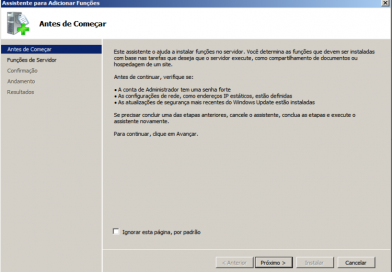 Assistente para Adicionar Funções
Antes de Começar
Antes de Começar
Funções de Servidor
Confirmação
Andamento
Resultados
Este assistente o ajuda a instalar funções no servidor. Você determina as funções que devem ser instaladas
com base nas tarefas que deseja que o servidor execute, como compartilhamento de documentos ou
hospedagem de um site.
Antes de continuar, verifique se:
• A conta de Administrador tem uma senha forte
• As configurações de rede, como endereços IP estáticos, estão definidas
• As atualizações de segurança mais recentes do Windows Update estão instaladas
Se precisar concluir uma das etapas anteriores, cancele o assistente, conclua as etapas e execute o
assistente novamente.
Para continuar, clique em Avançar.
Ignorar esta página, por padrão
< Anterior
Próximo >
Instalar
Cancelar